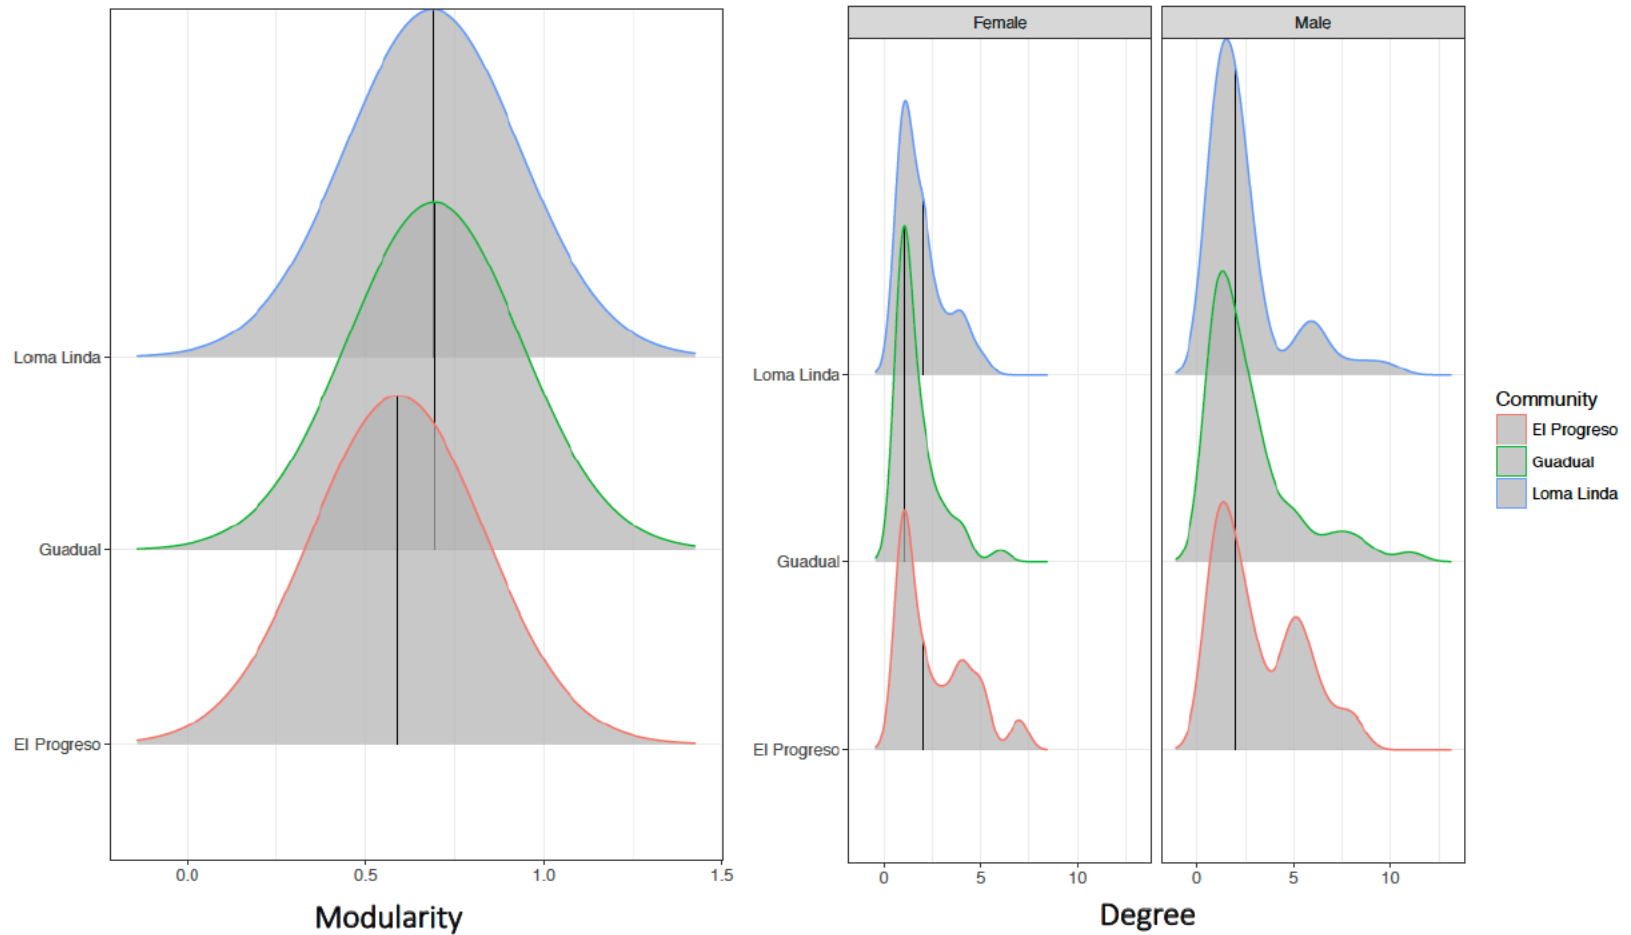 Loma Linda
Guadual
El Progreso
0.0 0.5 1.0 1.5
Modularity
Female Male
Loma Linda
Guadual
El Progreso
0 5 10 0 5 10
Degree
Community
El Progreso
Guadual
Loma Linda